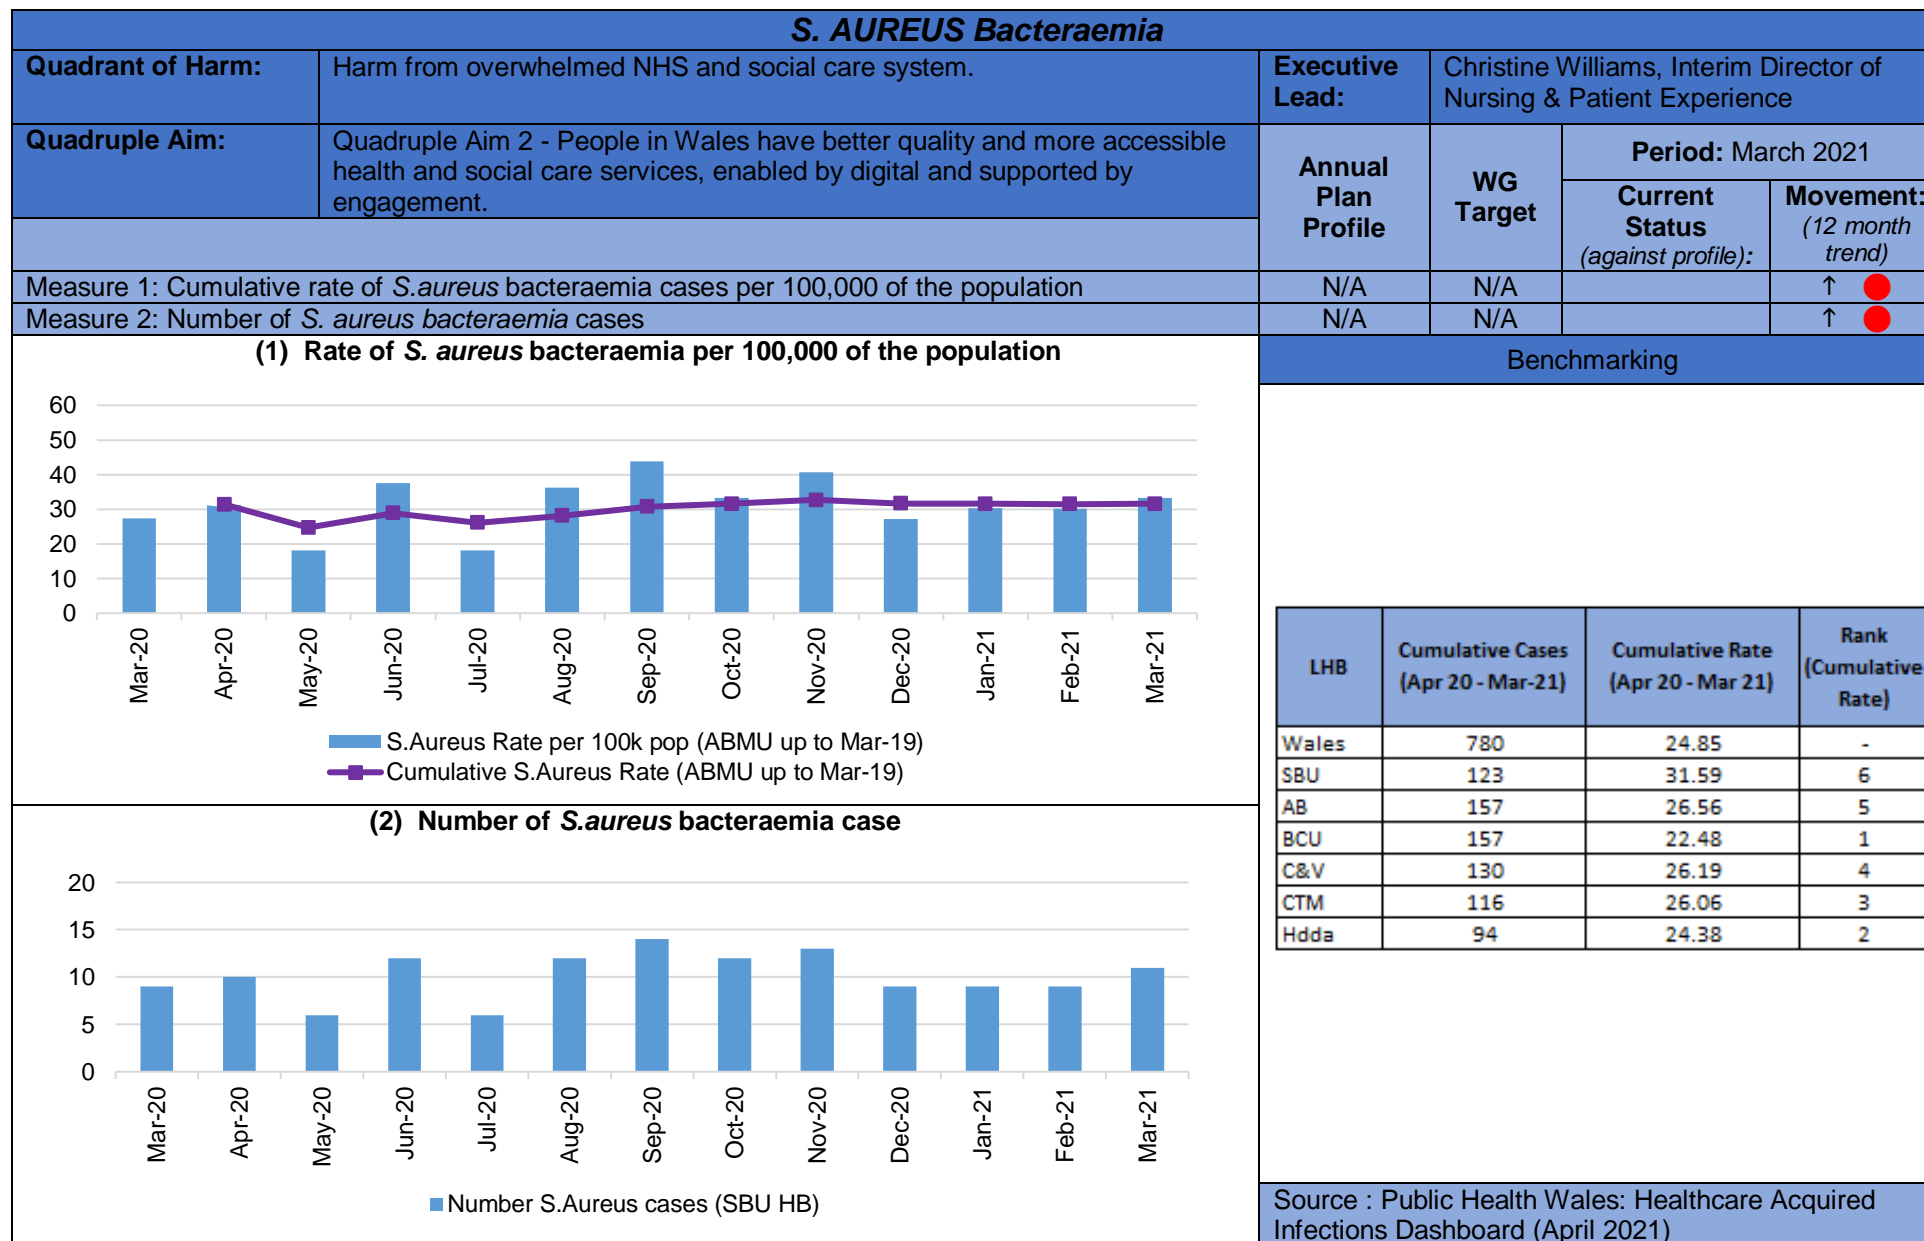 S. AUREUS Bacteraemia
Quadrant of Harm:
Harm from overwhelmed NHS and social care system.
Executive
Lead:
Christine Williams, Interim Director of
Nursing & Patient Experience
Quadruple Aim:
Quadruple Aim 2 - People in Wales have better quality and more accessible
health and social care services, enabled by digital and supported by
engagement.
Annual
Plan
Profile
WG
Target
Period: March 2021
Current
Status
(against profile):
Movement:
(12 month
trend)
Measure 1: Cumulative rate of S.aureus bacteraemia cases per 100,000 of the population
N/A
N/A
↑
Measure 2: Number of S. aureus bacteraemia cases
N/A
N/A
↑
(1) Rate of S. aureus bacteraemia per 100,000 of the population
60
50
40
30
20
10
0
Mar-20
Apr-20
May-20
Jun-20
Jul-20
Aug-20
Sep-20
Oct-20
Nov-20
Dec-20
Jan-21
Feb-21
Mar-21
S.Aureus Rate per 100k pop (ABMU up to Mar-19)
Cumulative S.Aureus Rate (ABMU up to Mar-19)
(2) Number of S.aureus bacteraemia case
20
15
10
5
0
Mar-20
Apr-20
May-20
Jun-20
Jul-20
Aug-20
Sep-20
Oct-20
Nov-20
Dec-20
Jan-21
Feb-21
Mar-21
Number S.Aureus cases (SBU HB)
Benchmarking
LHB
Cumulative Cases
(Apr 20 - Mar-21)
Cumulative Rate
(Apr 20 - Mar 21)
Rank
(Cumulative
Rate)
Wales 780 24.85 -
SBU 123 31.59 6
AB 157 26.56 5
BCU 157 22.48 1
C&V 130 26.19 4
CTM 116 26.06 3
Hdda 94 24.38 2
Source : Public Health Wales: Healthcare Acquired
Infections Dashboard (April 2021)